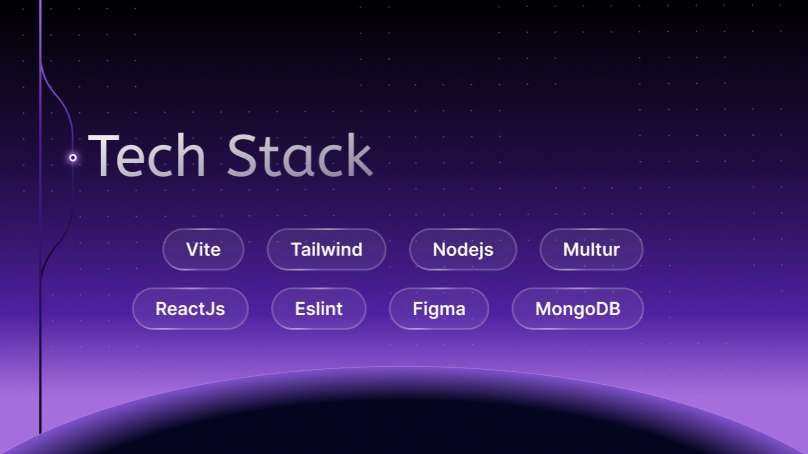 Tech Stack
Vite Tailwind Nodejs Multur
ReactJs Eslint Figma MongoDB